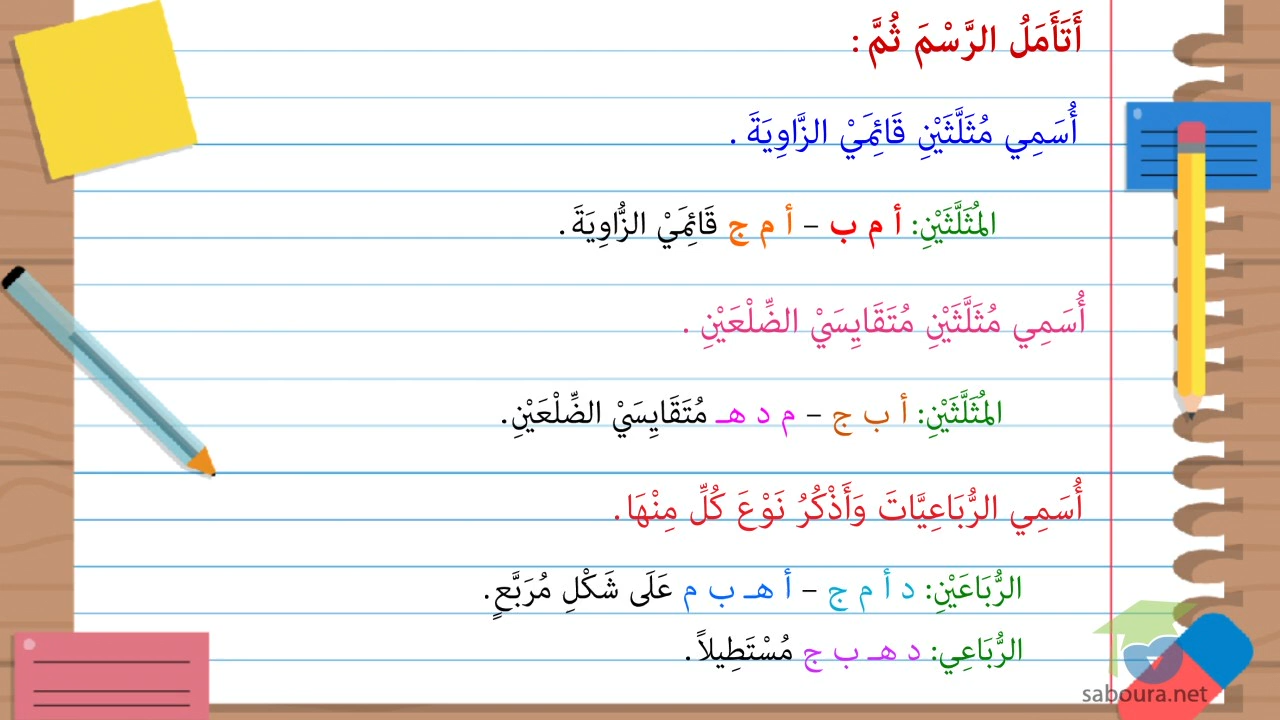 أَتَأَمَلُ الرَّسْمَ ثُمَّ :
أُسَمِي مُثَلَّثَيْنِ قَائِمَيْ الزَّاوِيَةَ .
المُثَلَّثَيْنِ: أ م ب – أ م ج قَائِمَيْ الزَّاوِيَةَ .
أُسَمِي مُثَلَّثَيْنِ مُتَقَايِسَيْ الضِّلْعَيْنِ .
المُثَلَّثَيْنِ: أ ب ج – م د هـ مُتَقَايِسَيْ الضِّلْعَيْنِ .
أُسَمِي الرُّبَاعِيَّاتَ وَأَذْكُرُ نَوْعَ كُلِّ مِنْهَا .
الرُّبَاعَيْنِ: د أ م ج – أ هـ ب م عَلَى شَكْلِ مُرَبَّعٍ .
الرُّبَاعِي: د هـ ب ج مُسْتَطِيلاً .
saboura.net